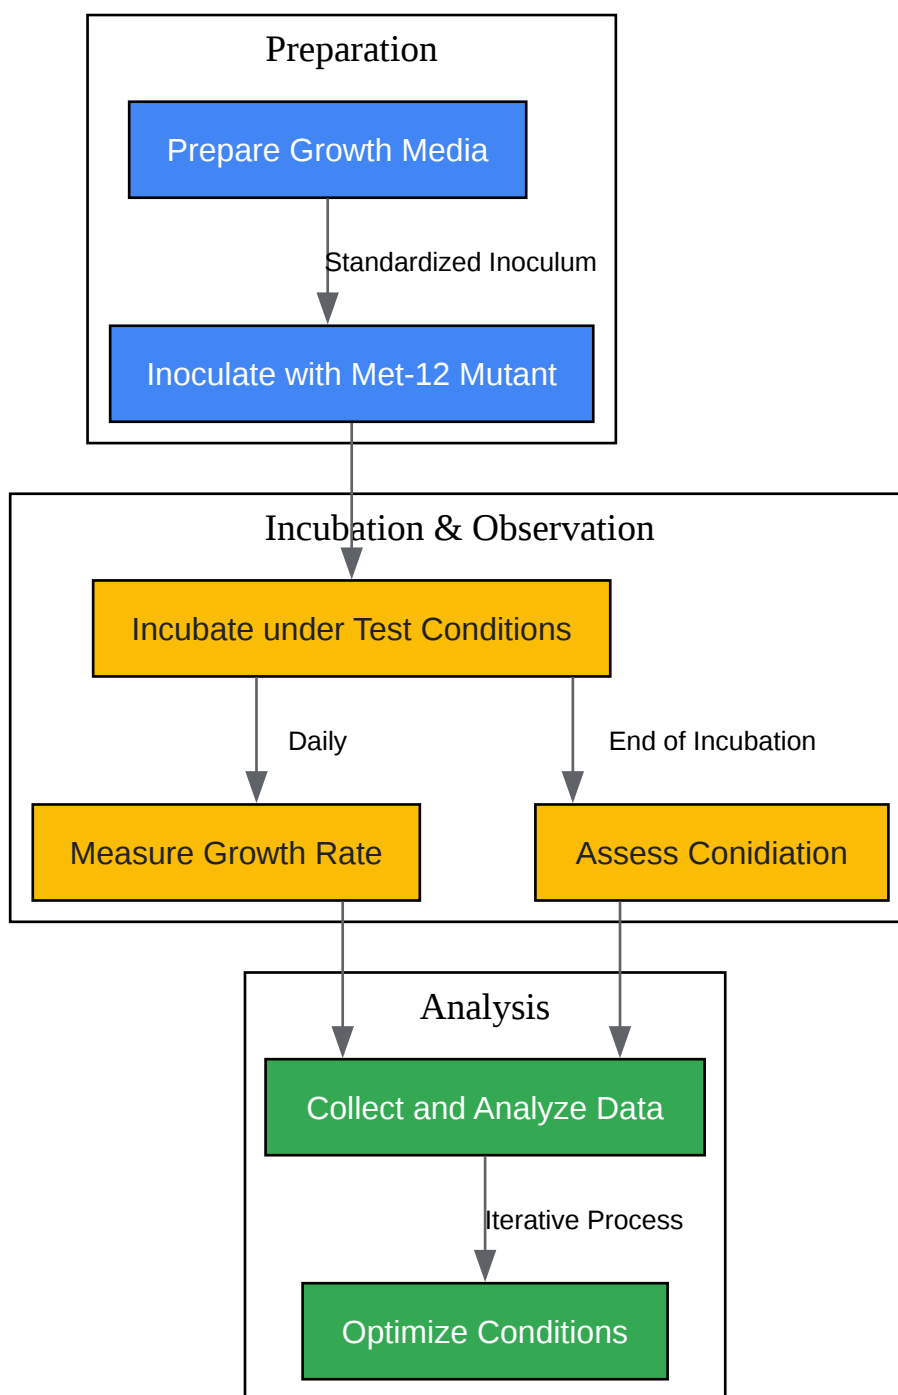 Preparation
Prepare Growth Media
Standardized Inoculum
Inoculate with Met-12 Mutant
Incubation & Observation
Incubate under Test Conditions
Daily
End of Incubation
Measure Growth Rate
Assess Conidiation
Analysis
Collect and Analyze Data
Iterative Process
Optimize Conditions